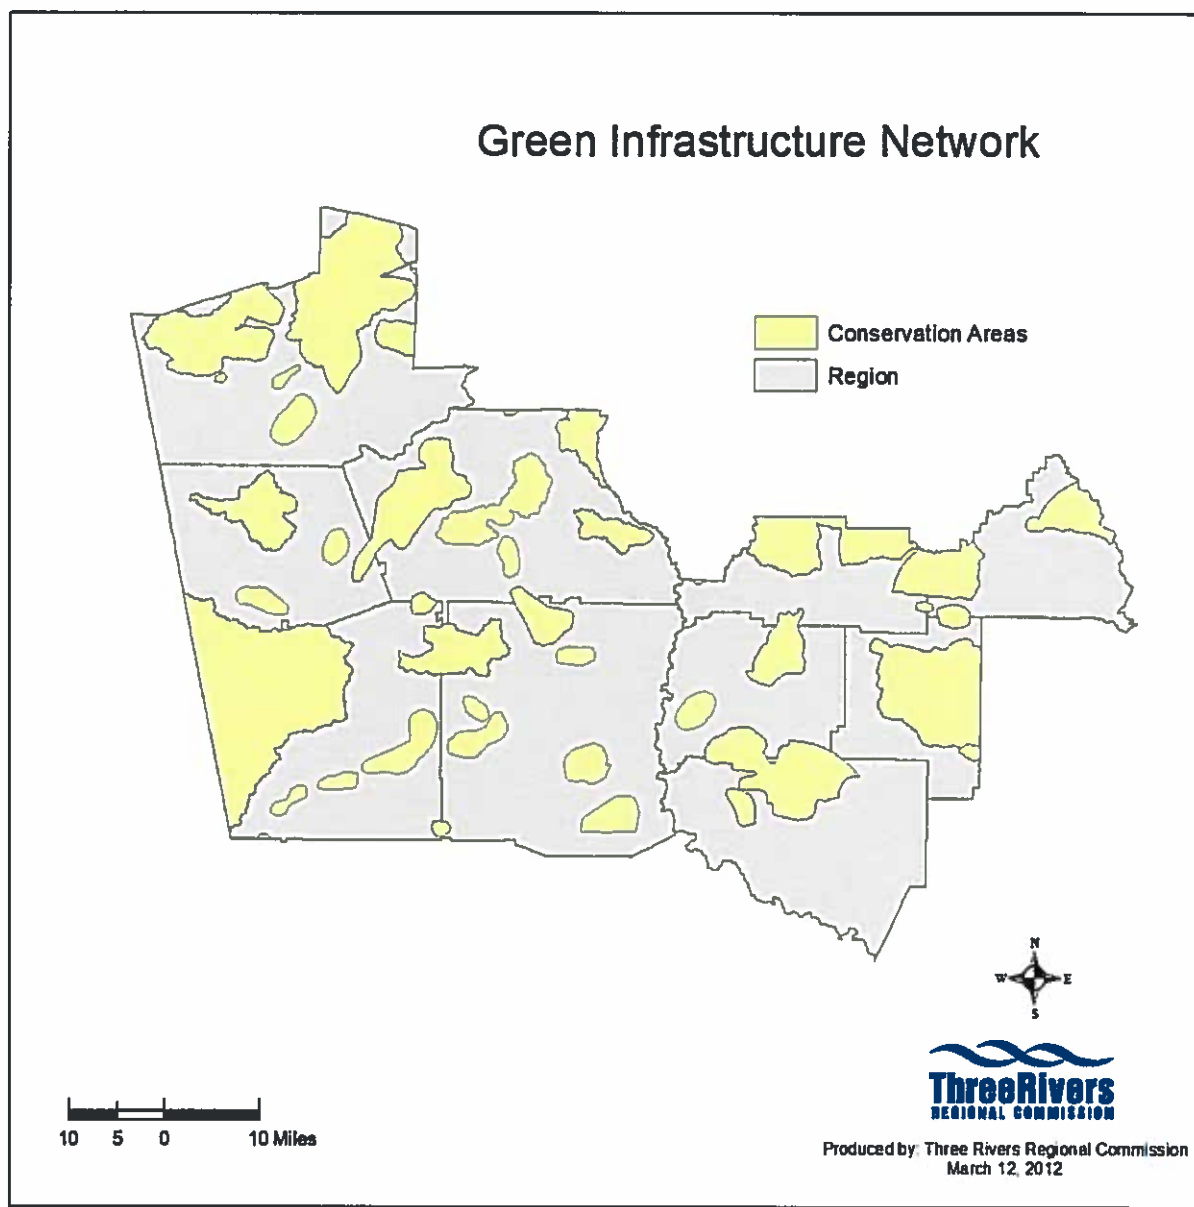 Green Infrastructure Network
Conservation Areas
Region
N
W E
S
ThreeRivers
REGIONAL COMMISSION
10 5 0 10 Miles
Produced by: Three Rivers Regional Commission
March 12, 2012